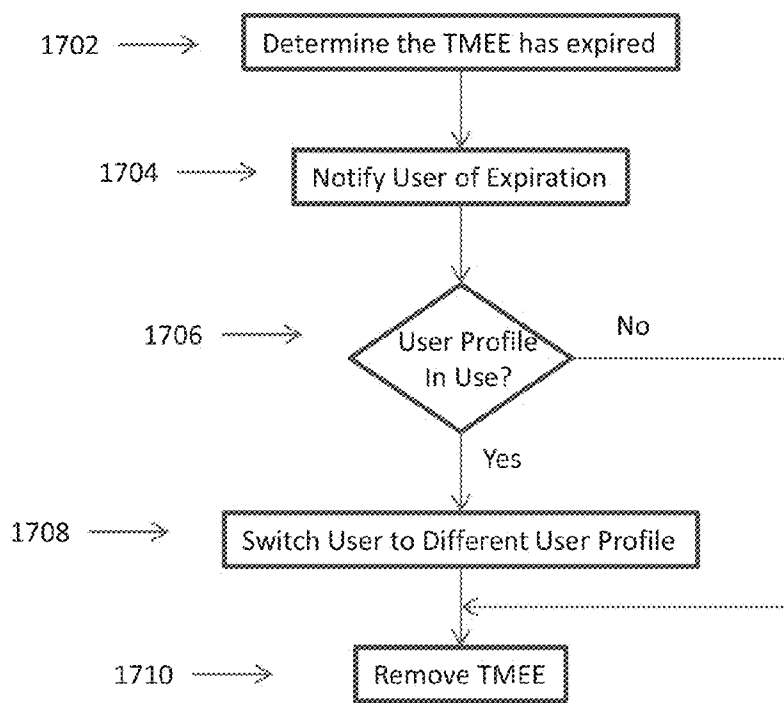 1702
Determine the TMEE has expired
1704
Notify User of Expiration
1706
User Profile
In Use?
No
Yes
1708
Switch User to Different User Profile
1710
Remove TMEE